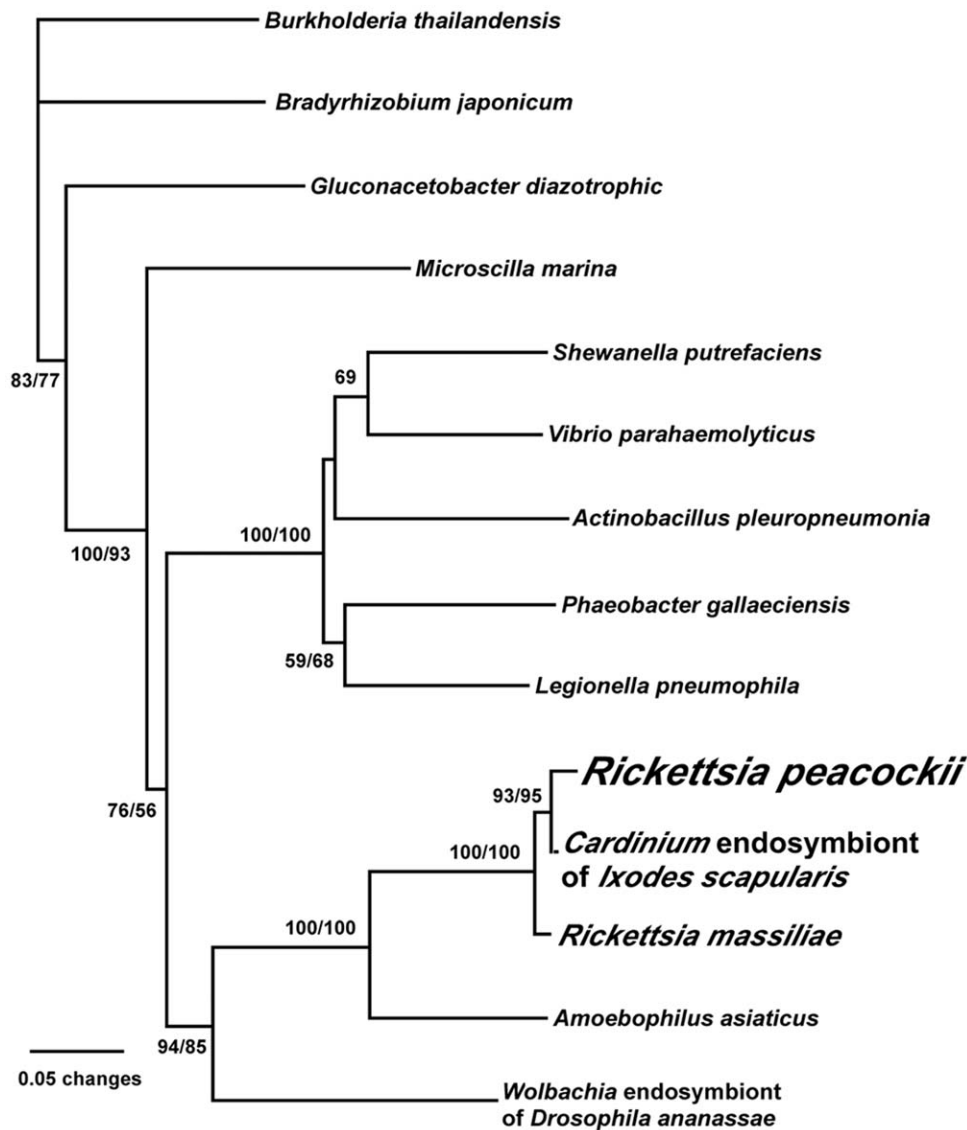 Burkholderia thailandensis
Bradyrhizobium japonicum
Gluconacetobacter diazotrophic
Microscilla marina
Shewanella putrefaciens
69
83/77
Vibrio parahaemolyticus
Actinobacillus pleuropneumonia
100/100
100/93
Phaeobacter gallaeciensis
59/68
Legionella pneumophila
Rickettsia peacockii
93/95
76/56
Cardinium endosymbiont
of Ixodes scapularis
100/100
100/100
Rickettsia massiliae
Amoebophilus asiaticus
94/85
0.05 changes
Wolbachia endosymbiont
of Drosophila ananassae